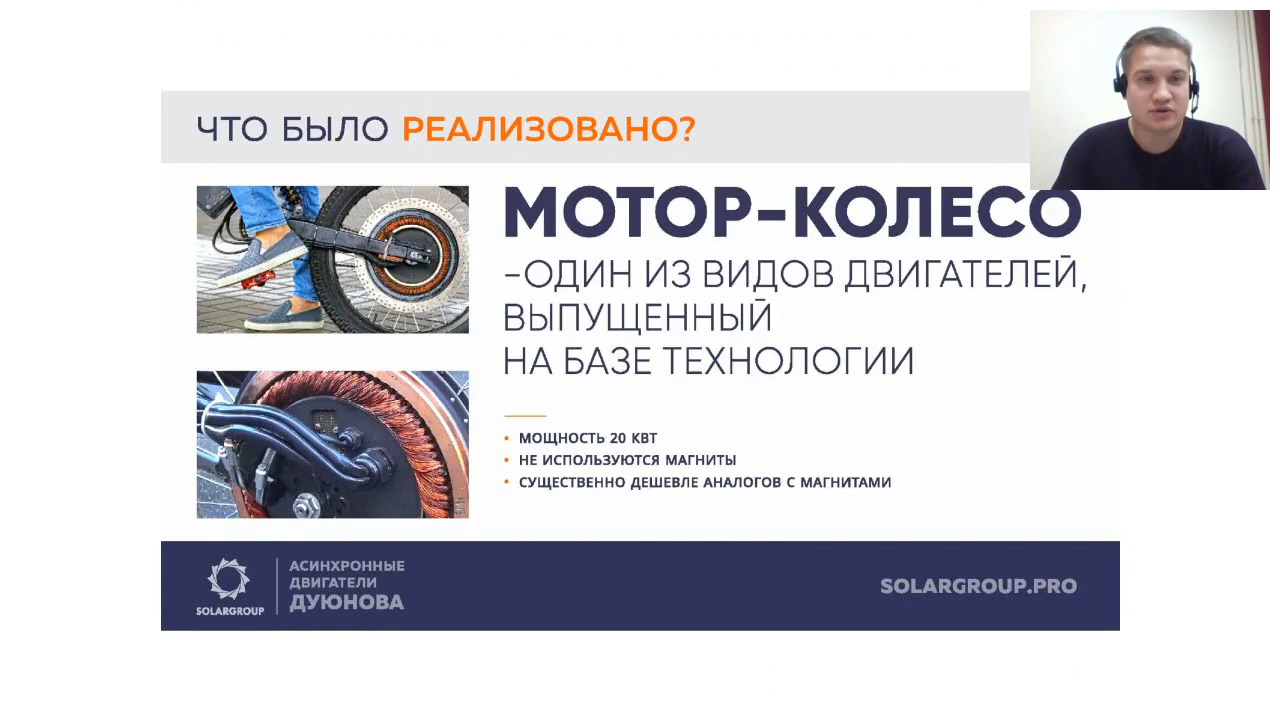 ЧТО БЫЛО РЕАЛИЗОВАНО?
МОТОР-КОЛЕСО
-ОДИН ИЗ ВИДОВ ДВИГАТЕЛЕЙ,
ВЫПУЩЕННЫЙ
НА БАЗЕ ТЕХНОЛОГИИ
• МОЩНОСТЬ 20 КВТ
• НЕ ИСПОЛЬЗУЮТСЯ МАГНИТЫ
• СУЩЕСТВЕННО ДЕШЕВЛЕ АНАЛОГОВ С МАГНИТАМИ
SOLARGROUP
АСИНХРОННЫЕ
ДВИГАТЕЛИ
ДУЮНОВА
SOLARGROUP.PRO